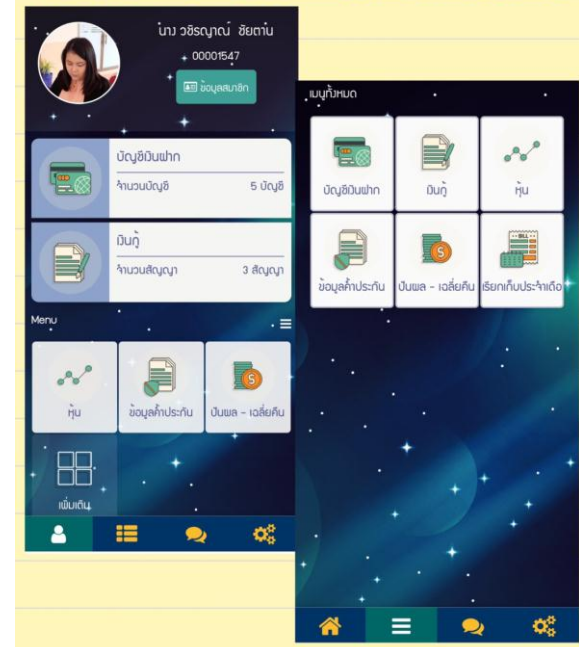 นาง วชิรญาณ์ ชัยตาน
00001547
ข้อมูลสมาชิก
บัญชีเงินฝาก
จำนวนบัญชี 5 บัญชี
เงินกู้
จำนวนสัญญา 3 สัญญา
Menu
หุ้น
ข้อมูลค้ำประกัน
ปันผล - เฉลี่ยคืน
เพิ่มเติม
เมนูทั้งหมด
บัญชีเงินฝาก
เงินกู้
หุ้น
ข้อมูลค้ำประกัน
ปันผล - เฉลี่ยคืน
BILL
เรียกเก็บประจำเดือ